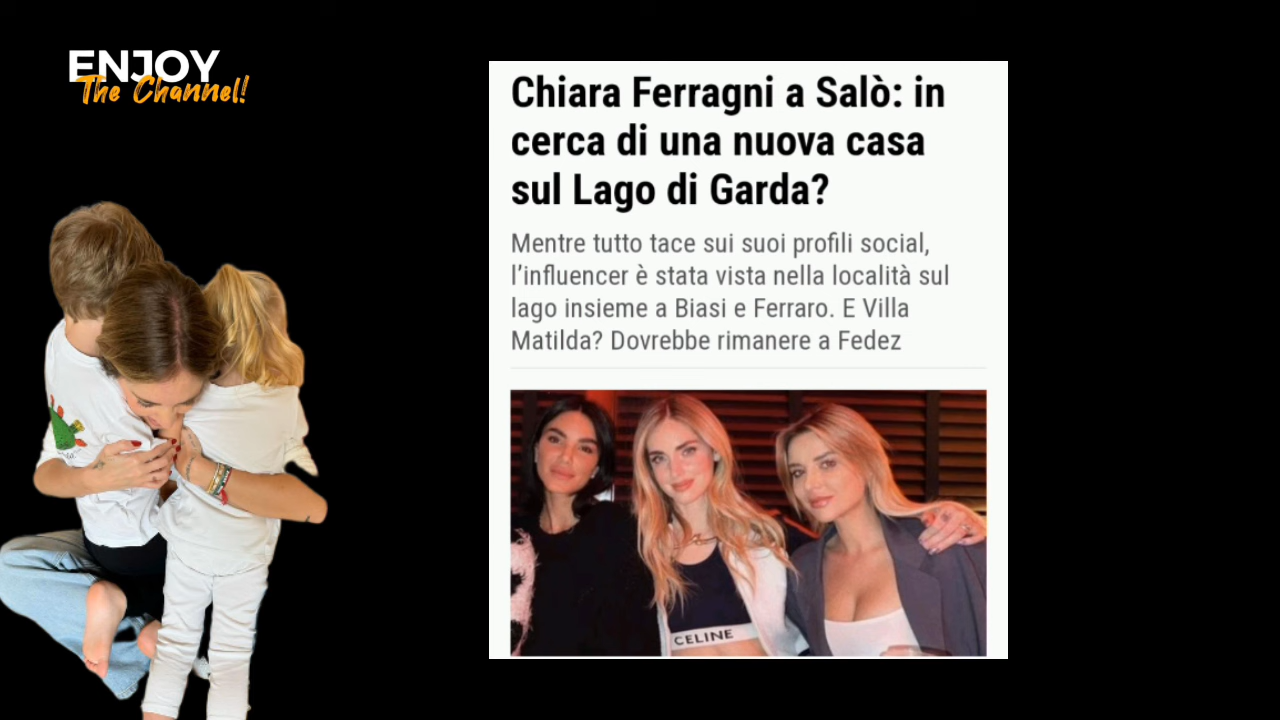 ENJOY
The Channel!
Chiara Ferragni a Salò: in
cerca di una nuova casa
sul Lago di Garda?
Mentre tutto tace sui suoi profili social,
l’influencer è stata vista nella località sul
lago insieme a Biasi e Ferraro. E Villa
Matilda? Dovrebbe rimanere a Fedez
CELINE